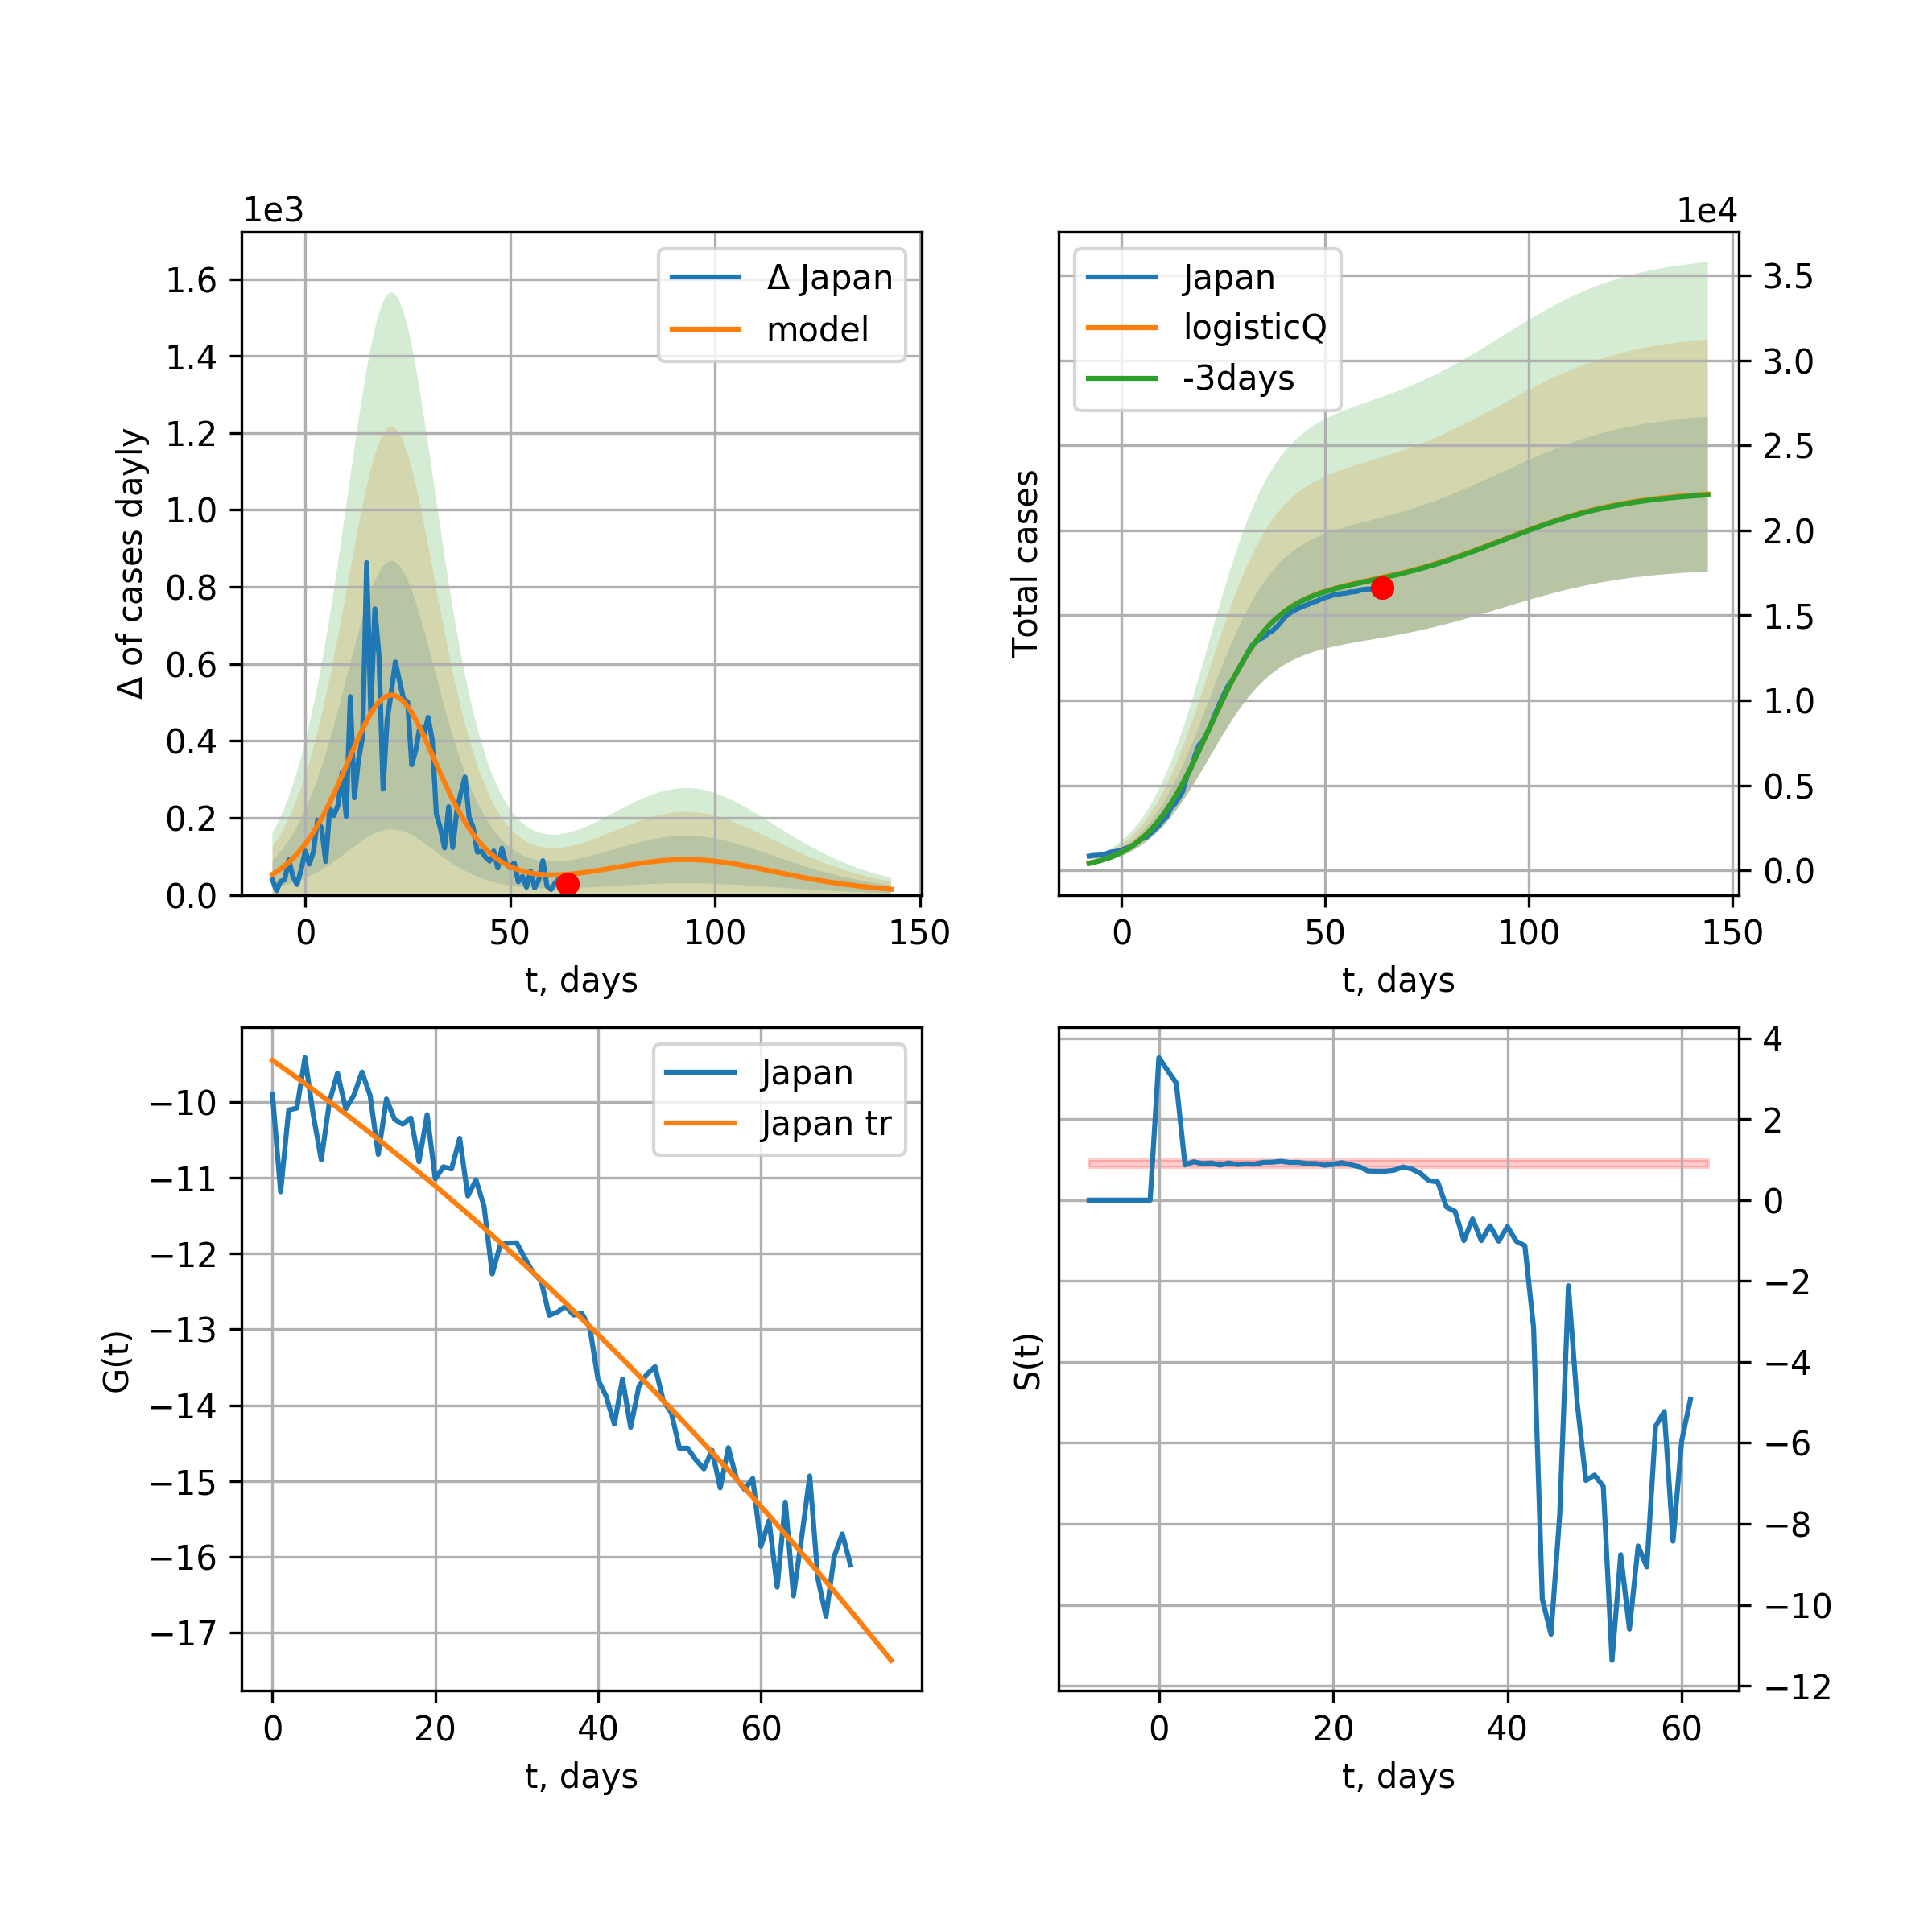 1e3
Δ of cases dayly
1.6
1.4
1.2
1.0
0.8
0.6
0.4
0.2
0.0
Δ Japan
model
0
50
100
150
t, days
1e4
Total cases
Japan
logisticQ
-3days
3.5
3.0
2.5
2.0
1.5
1.0
0.5
0.0
0
50
100
150
t, days
G(t)
−10
−11
−12
−13
−14
−15
−16
−17
Japan
Japan tr
0
20
40
60
t, days
S(t)
4
2
0
−2
−4
−6
−8
−10
−12
0
20
40
60
t, days